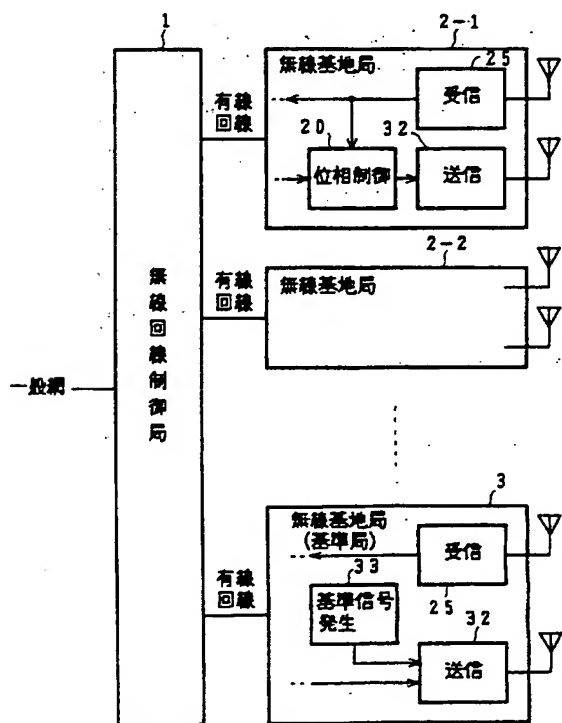 1
2-1
無線基地局
25
受信
有線
回線
20
32
位相制御
送信
2-2
有線
回線
無線基地局
一般網
無線回線制御局
3
無線基地局
(基準局)
受信
有線
回線
33
25
基準信号
発生
32
送信